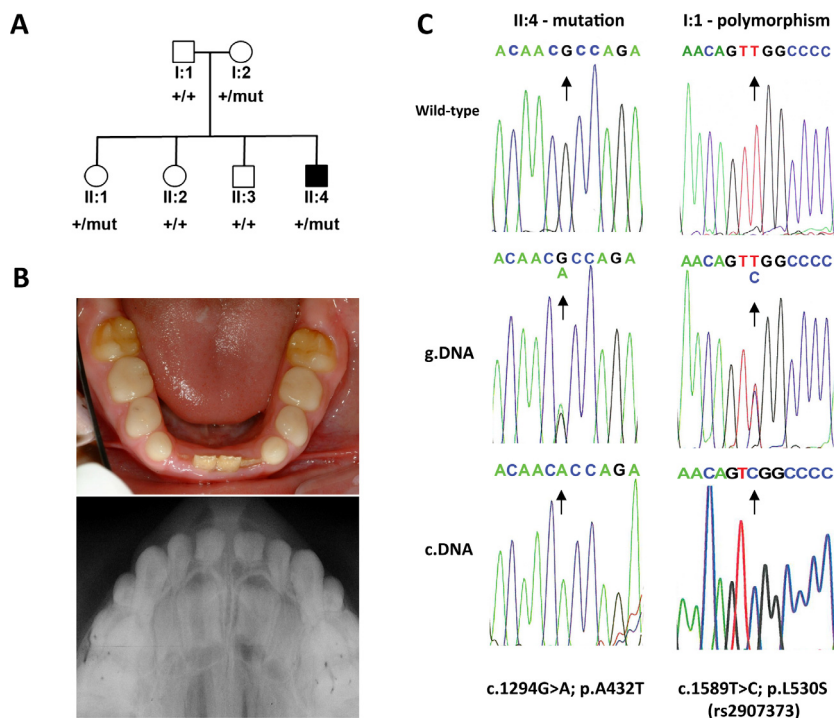 A
I:1
I:2
+/+
+/mut
II:1
II:2
II:3
II:4
+/mut
+/+
+/+
+/mut
B
C
II:4 - mutation
I:1 - polymorphism
ACAACGCCAGA
AACAGTTGGCCCC
Wild-type
ACAACGCCAGA
A
AACAGTTGGCCCC
C
g.DNA
ACAACACCAGA
AACAGTCGGCCCC
c.DNA
c.1294G>A; p.A432T
c.1589T>C; p.L530S
(rs2907373)